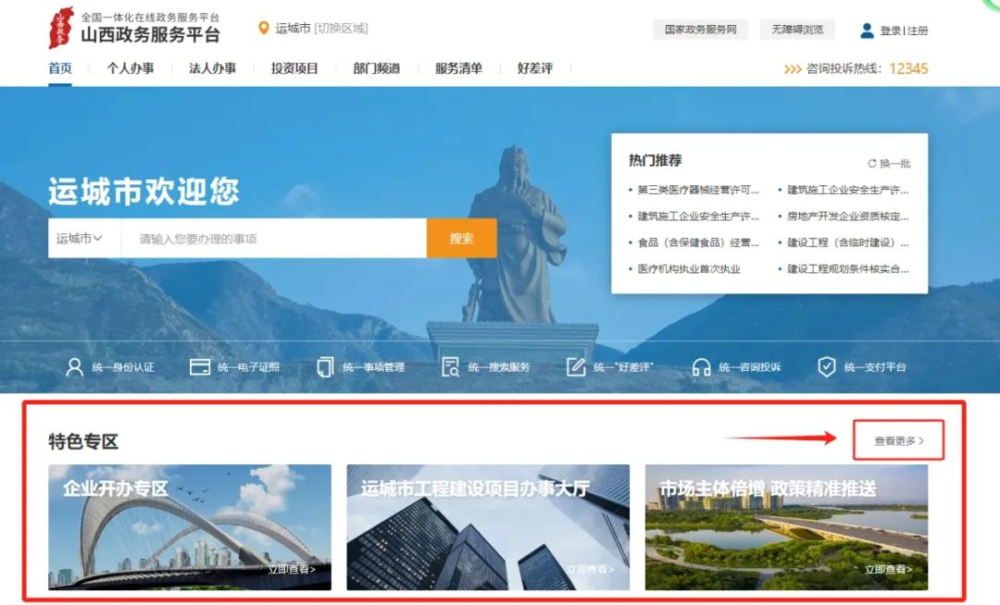 山西政务
全国一体化在线政务服务平台
山西政务服务平台
运城市 [切换区域]
国家政务服务网
无障碍浏览
登录 | 注册
首页
个人办事
法人办事
投资项目
部门频道
服务清单
好差评
咨询投诉热线：12345
运城市欢迎您
运城市
请输入您要办理的事项
搜索
热门推荐
换一批
第三类医疗器械经营许可...
建筑施工企业安全生产许...
建筑施工企业安全生产许...
房地产开发企业资质核定...
食品（含保健食品）经营...
建设工程（含临时建设）...
医疗机构执业首次执业
建设工程规划条件核实合...
统一身份认证
统一电子证照
统一事项管理
统一搜索服务
统一“好差评”
统一咨询投诉
统一支付平台
特色专区
查看更多>
企业开办专区
立即查看>
运城市工程建设项目办事大厅
立即查看>
市场主体倍增 政策精准推送
立即查看>